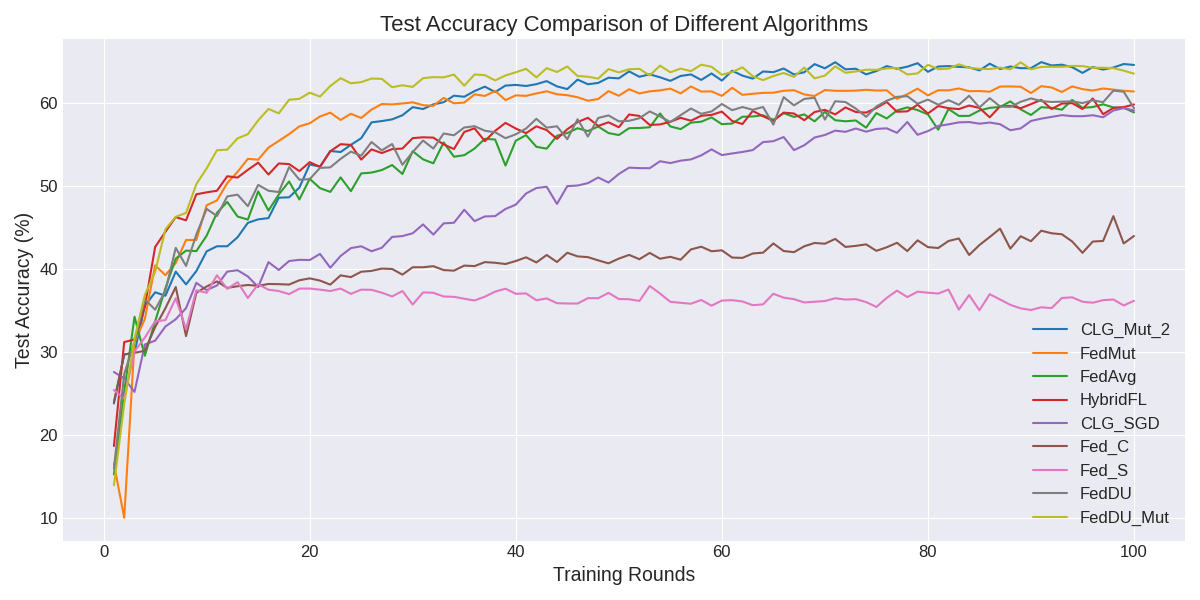 Test Accuracy Comparison of Different Algorithms
Test Accuracy (%)
60
50
40
30
20
10
0
20
40
60
80
100
Training Rounds
CLG_Mut_2
FedMut
FedAvg
HybridFL
CLG_SGD
Fed_C
Fed_S
FedDU
FedDU_Mut